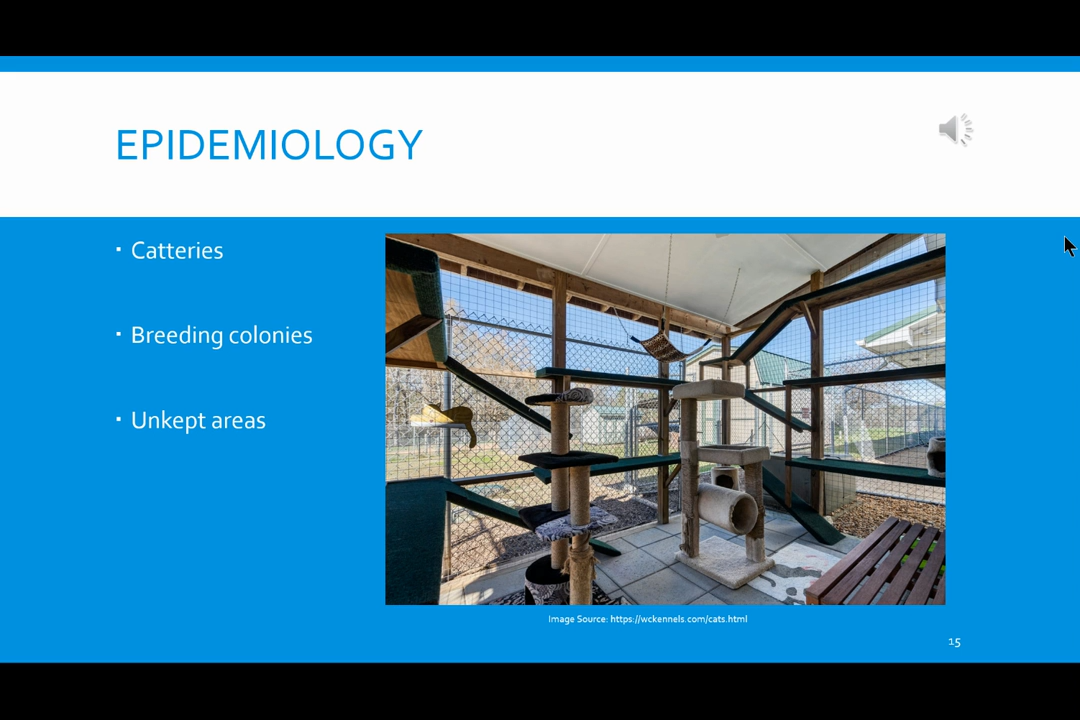 EPIDEMIOLOGY
▪ Catteries
▪ Breeding colonies
▪ Unkept areas
Image Source: https://wckennels.com/cats.html
15